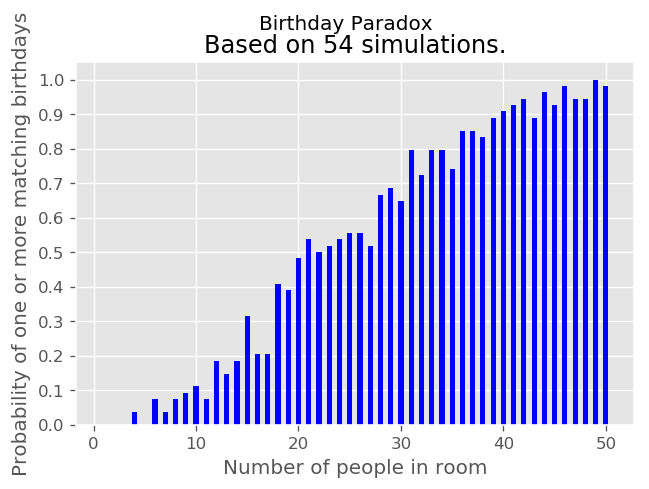 Birthday Paradox
Based on 54 simulations.
Probability of one or more matching birthdays
1.0
0.9
0.8
0.7
0.6
0.5
0.4
0.3
0.2
0.1
0.0
0 10 20 30 40 50
Number of people in room